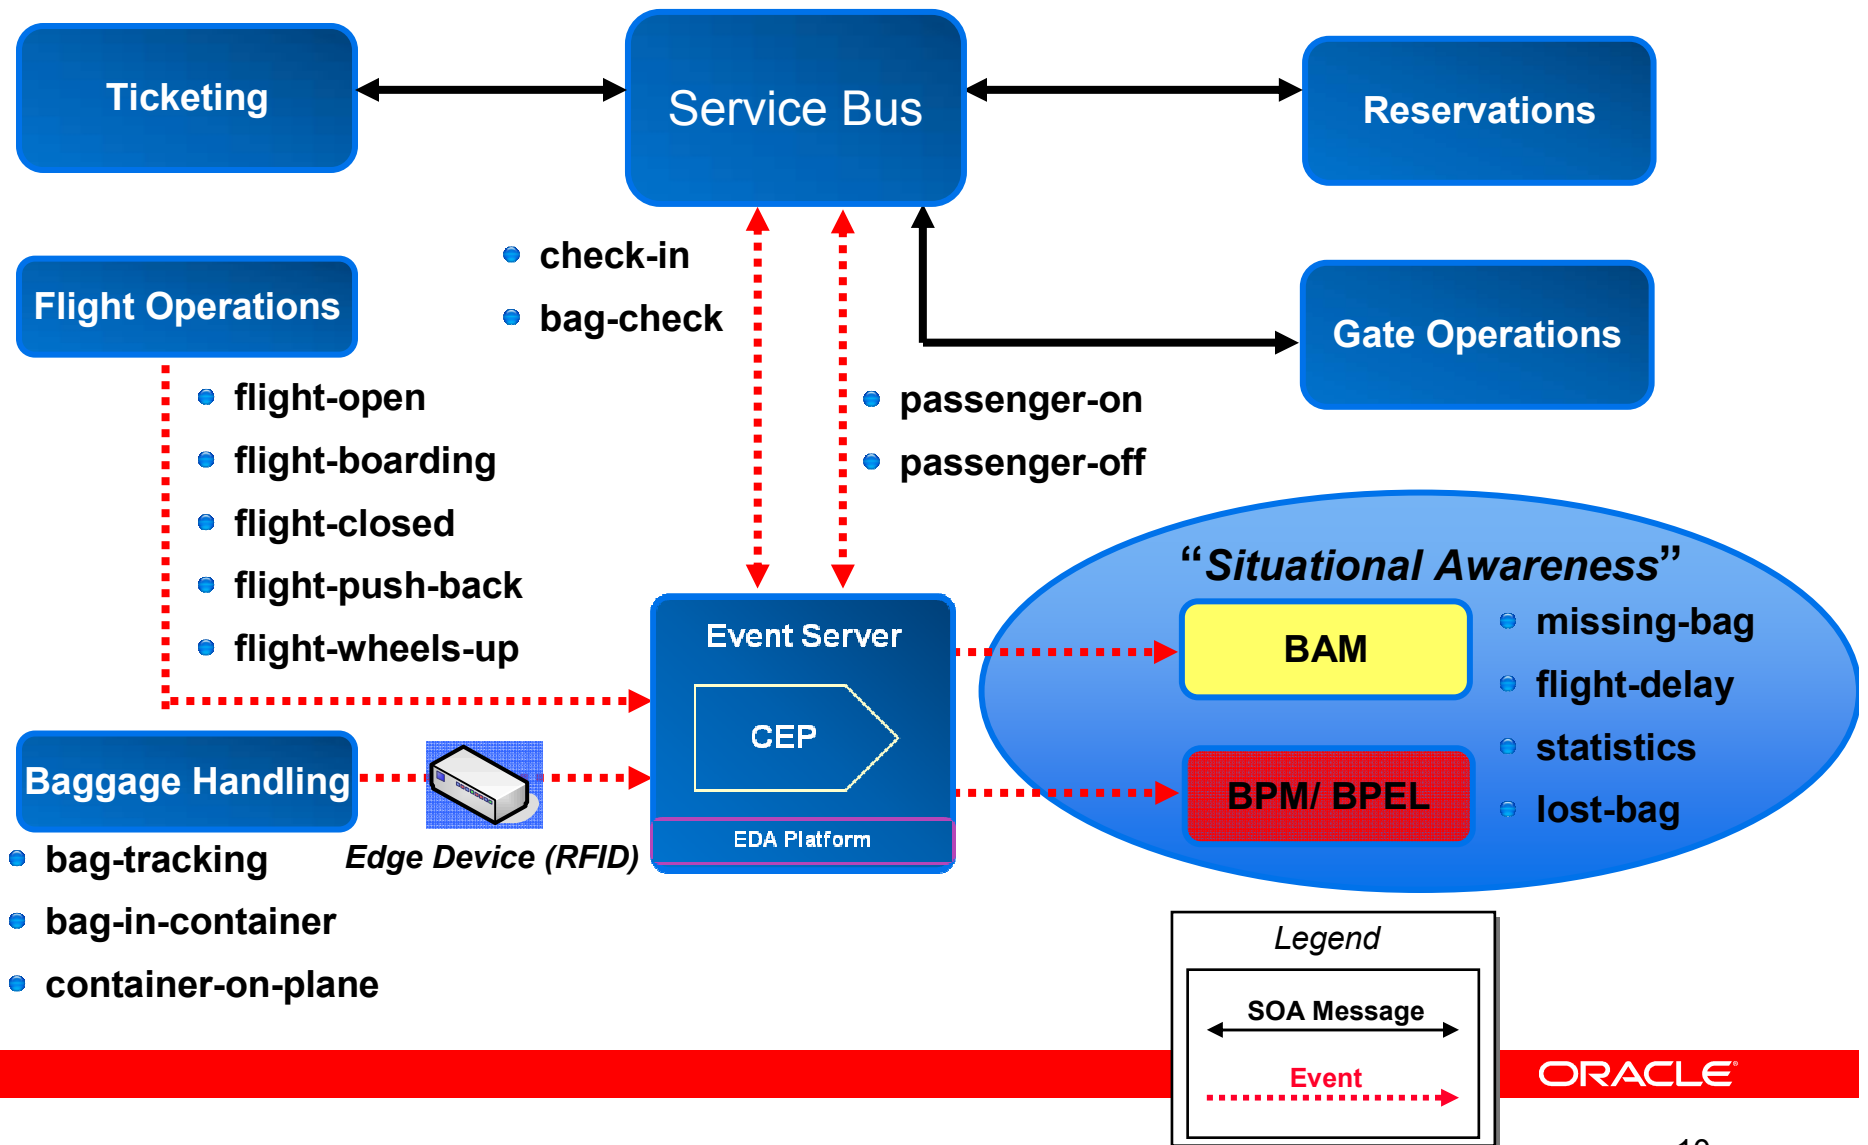 Ticketing
Service Bus
Reservations
Flight Operations
• check-in
• bag-check
Gate Operations
• flight-open
• flight-boarding
• flight-closed
• flight-push-back
• flight-wheels-up
• passenger-on
• passenger-off
Event Server
CEP
EDA Platform
“Situational Awareness”
BAM
BPM/ BPEL
• missing-bag
• flight-delay
• statistics
• lost-bag
Baggage Handling
Edge Device (RFID)
• bag-tracking
• bag-in-container
• container-on-plane
Legend
SOA Message
Event
ORACLE®